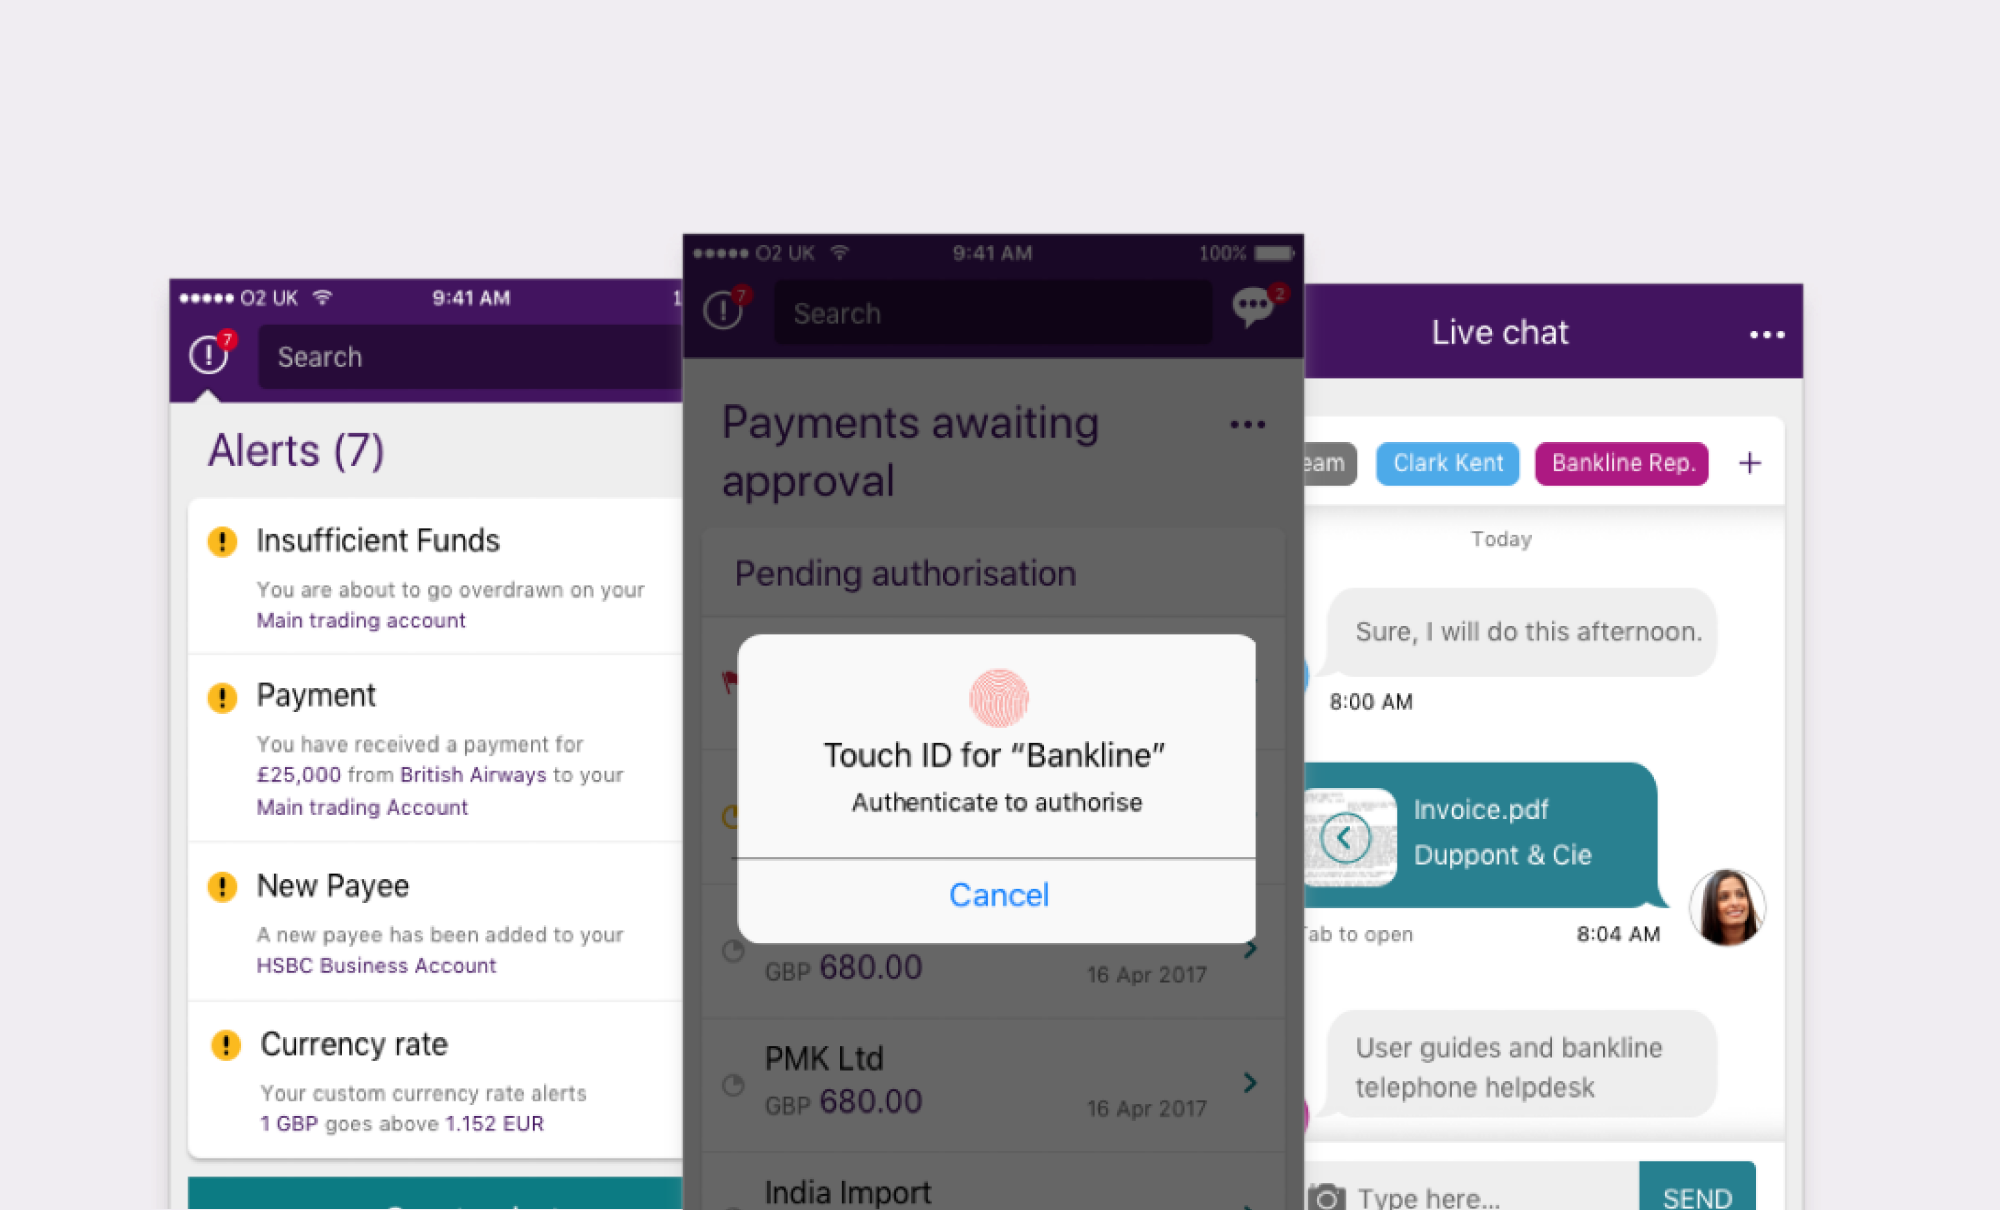 O2 UK
9:41 AM
7
Search
Alerts (7)
Insufficient Funds
You are about to go overdrawn on your
Main trading account
Payment
You have received a payment for
£25,000 from British Airways to your
Main trading Account
New Payee
A new payee has been added to your
HSBC Business Account
Currency rate
Your custom currency rate alerts
1 GBP goes above 1.152 EUR
O2 UK
9:41 AM
100%
7
Search
2
Payments awaiting
approval
Pending authorisation
Touch ID for “Bankline”
Authenticate to authorise
Cancel
GBP 680.00
16 Apr 2017
PMK Ltd
GBP 680.00
16 Apr 2017
India Import
Live chat
Clark Kent
Bankline Rep.
+
Today
Sure, I will do this afternoon.
8:00 AM
Invoice.pdf
Duppont & Cie
to open
8:04 AM
User guides and bankline
telephone helpdesk
Type here...
SEND